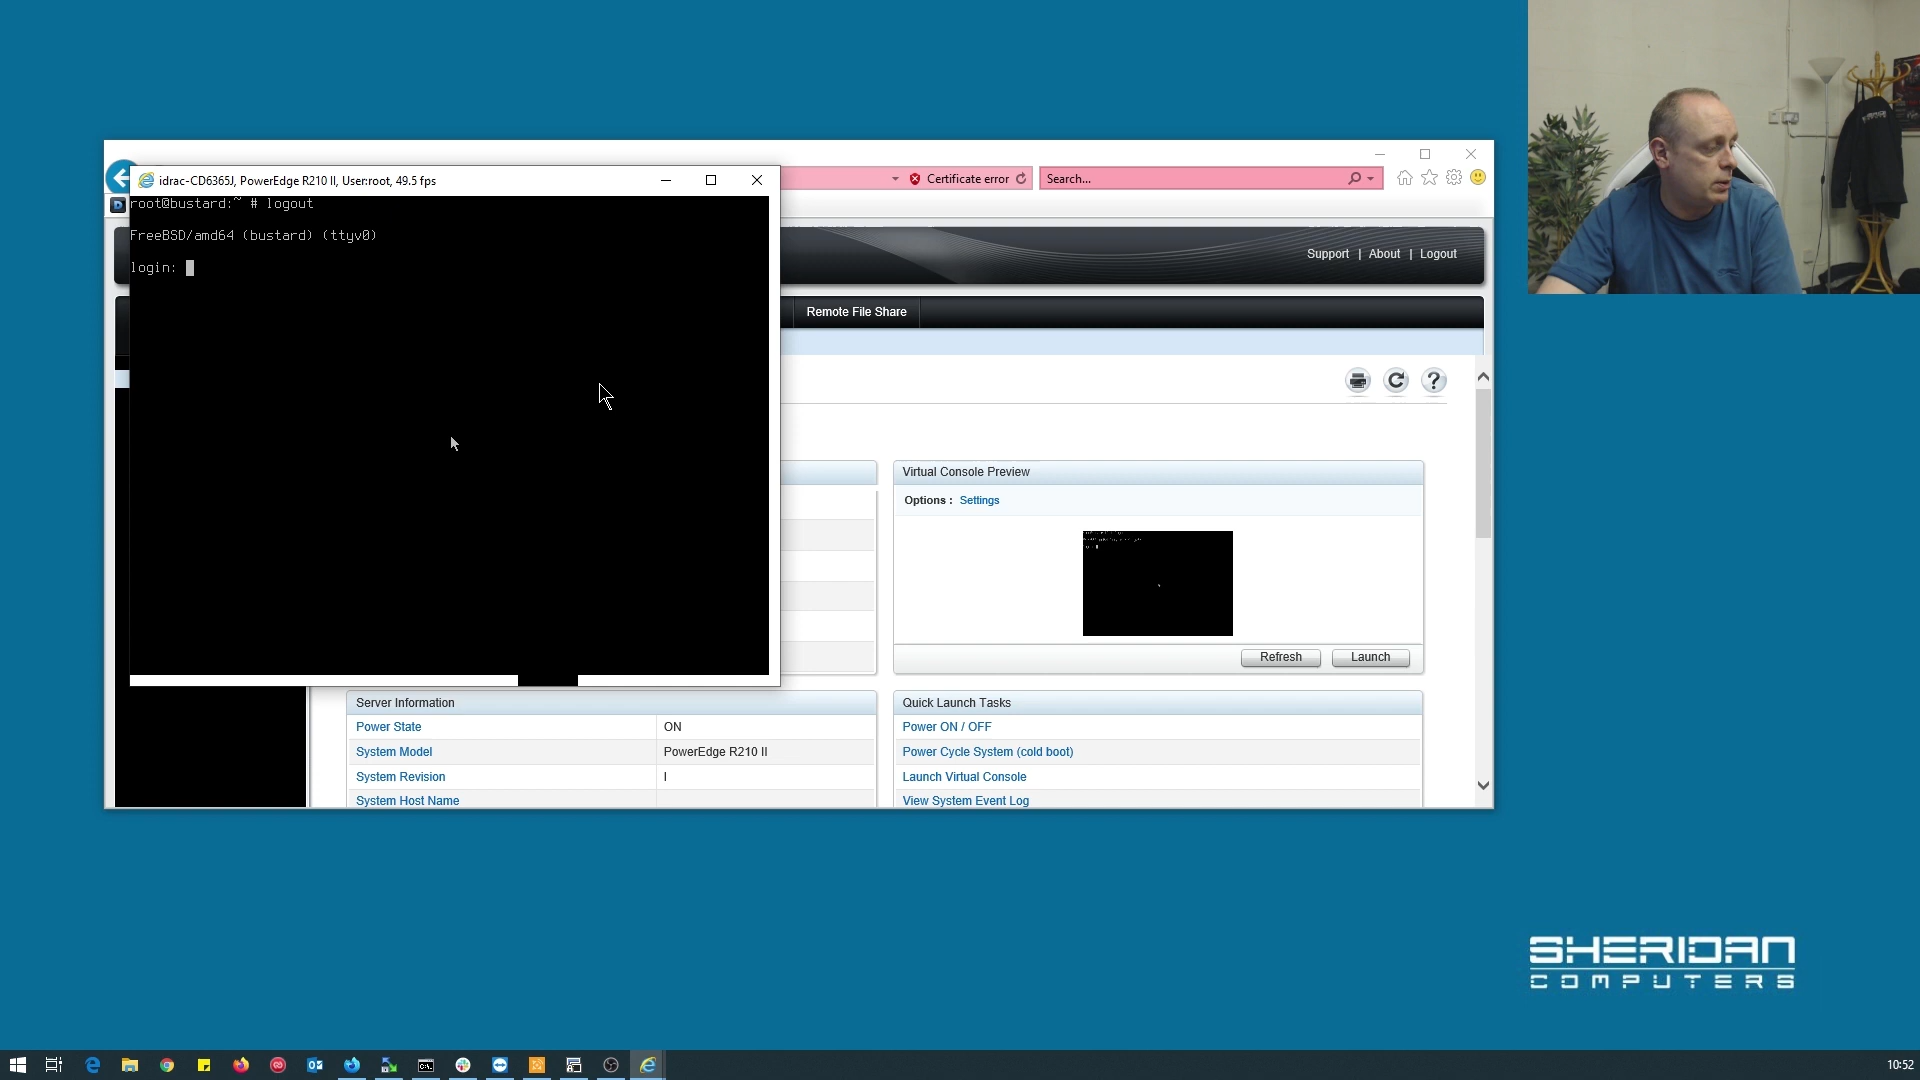 idrac-CD6365J, PowerEdge R210 II, User:root, 49.5 fps
Certificate error
Search...
root@bustard:~ # logout
FreeBSD/amd64 (bustard) (ttyv0)
login:
Support | About | Logout
Remote File Share
Virtual Console Preview
Options : Settings
Refresh
Launch
Server Information
Power State ON
System Model PowerEdge R210 II
System Revision I
System Host Name
Quick Launch Tasks
Power ON / OFF
Power Cycle System (cold boot)
Launch Virtual Console
View System Event Log
SHERIDAN
COMPUTERS
10:52